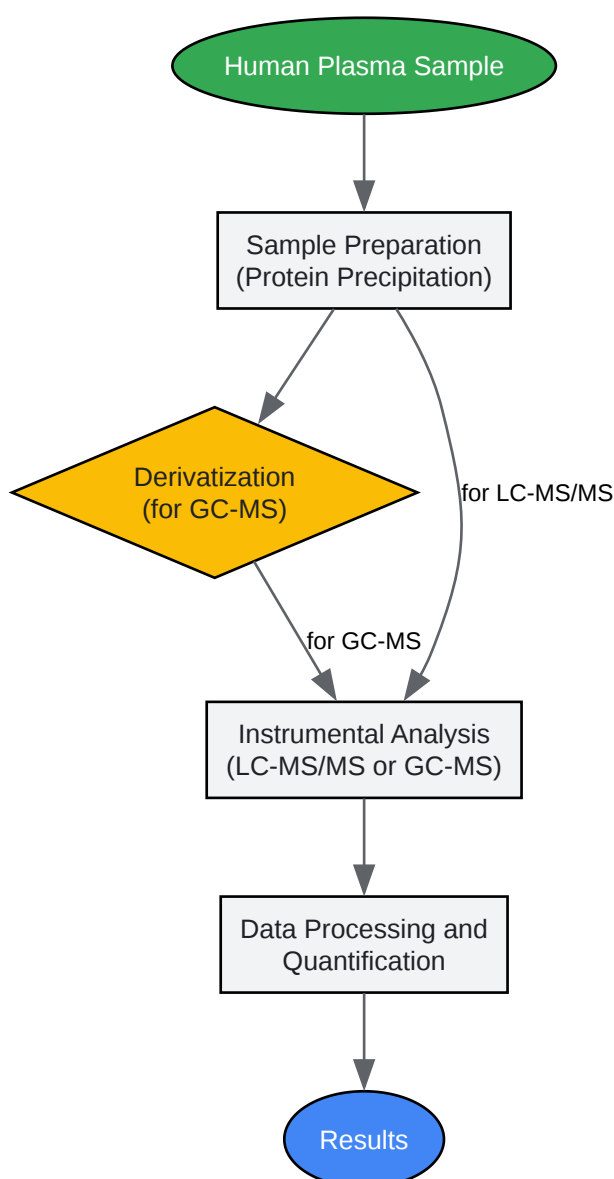 Human Plasma Sample
Sample Preparation
(Protein Precipitation)
Derivatization
(for GC-MS)
for LC-MS/MS
for GC-MS
Instrumental Analysis
(LC-MS/MS or GC-MS)
Data Processing and
Quantification
Results